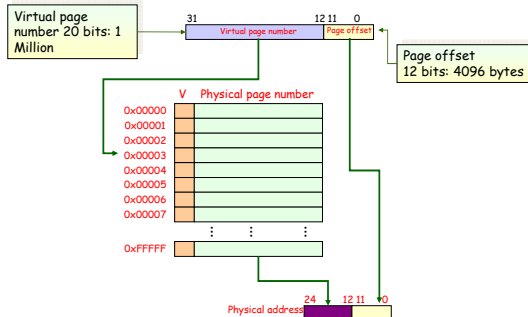 Virtual page
number 20 bits: 1
Million
31 12 11 0
Virtual page number Page offset
Page offset
12 bits: 4096 bytes
V Physical page number
0x00000
0x00001
0x00002
0x00003
0x00004
0x00005
0x00006
0x00007
⋮ ⋮ ⋮
0xFFFFF
24 12 11 0
Physical address